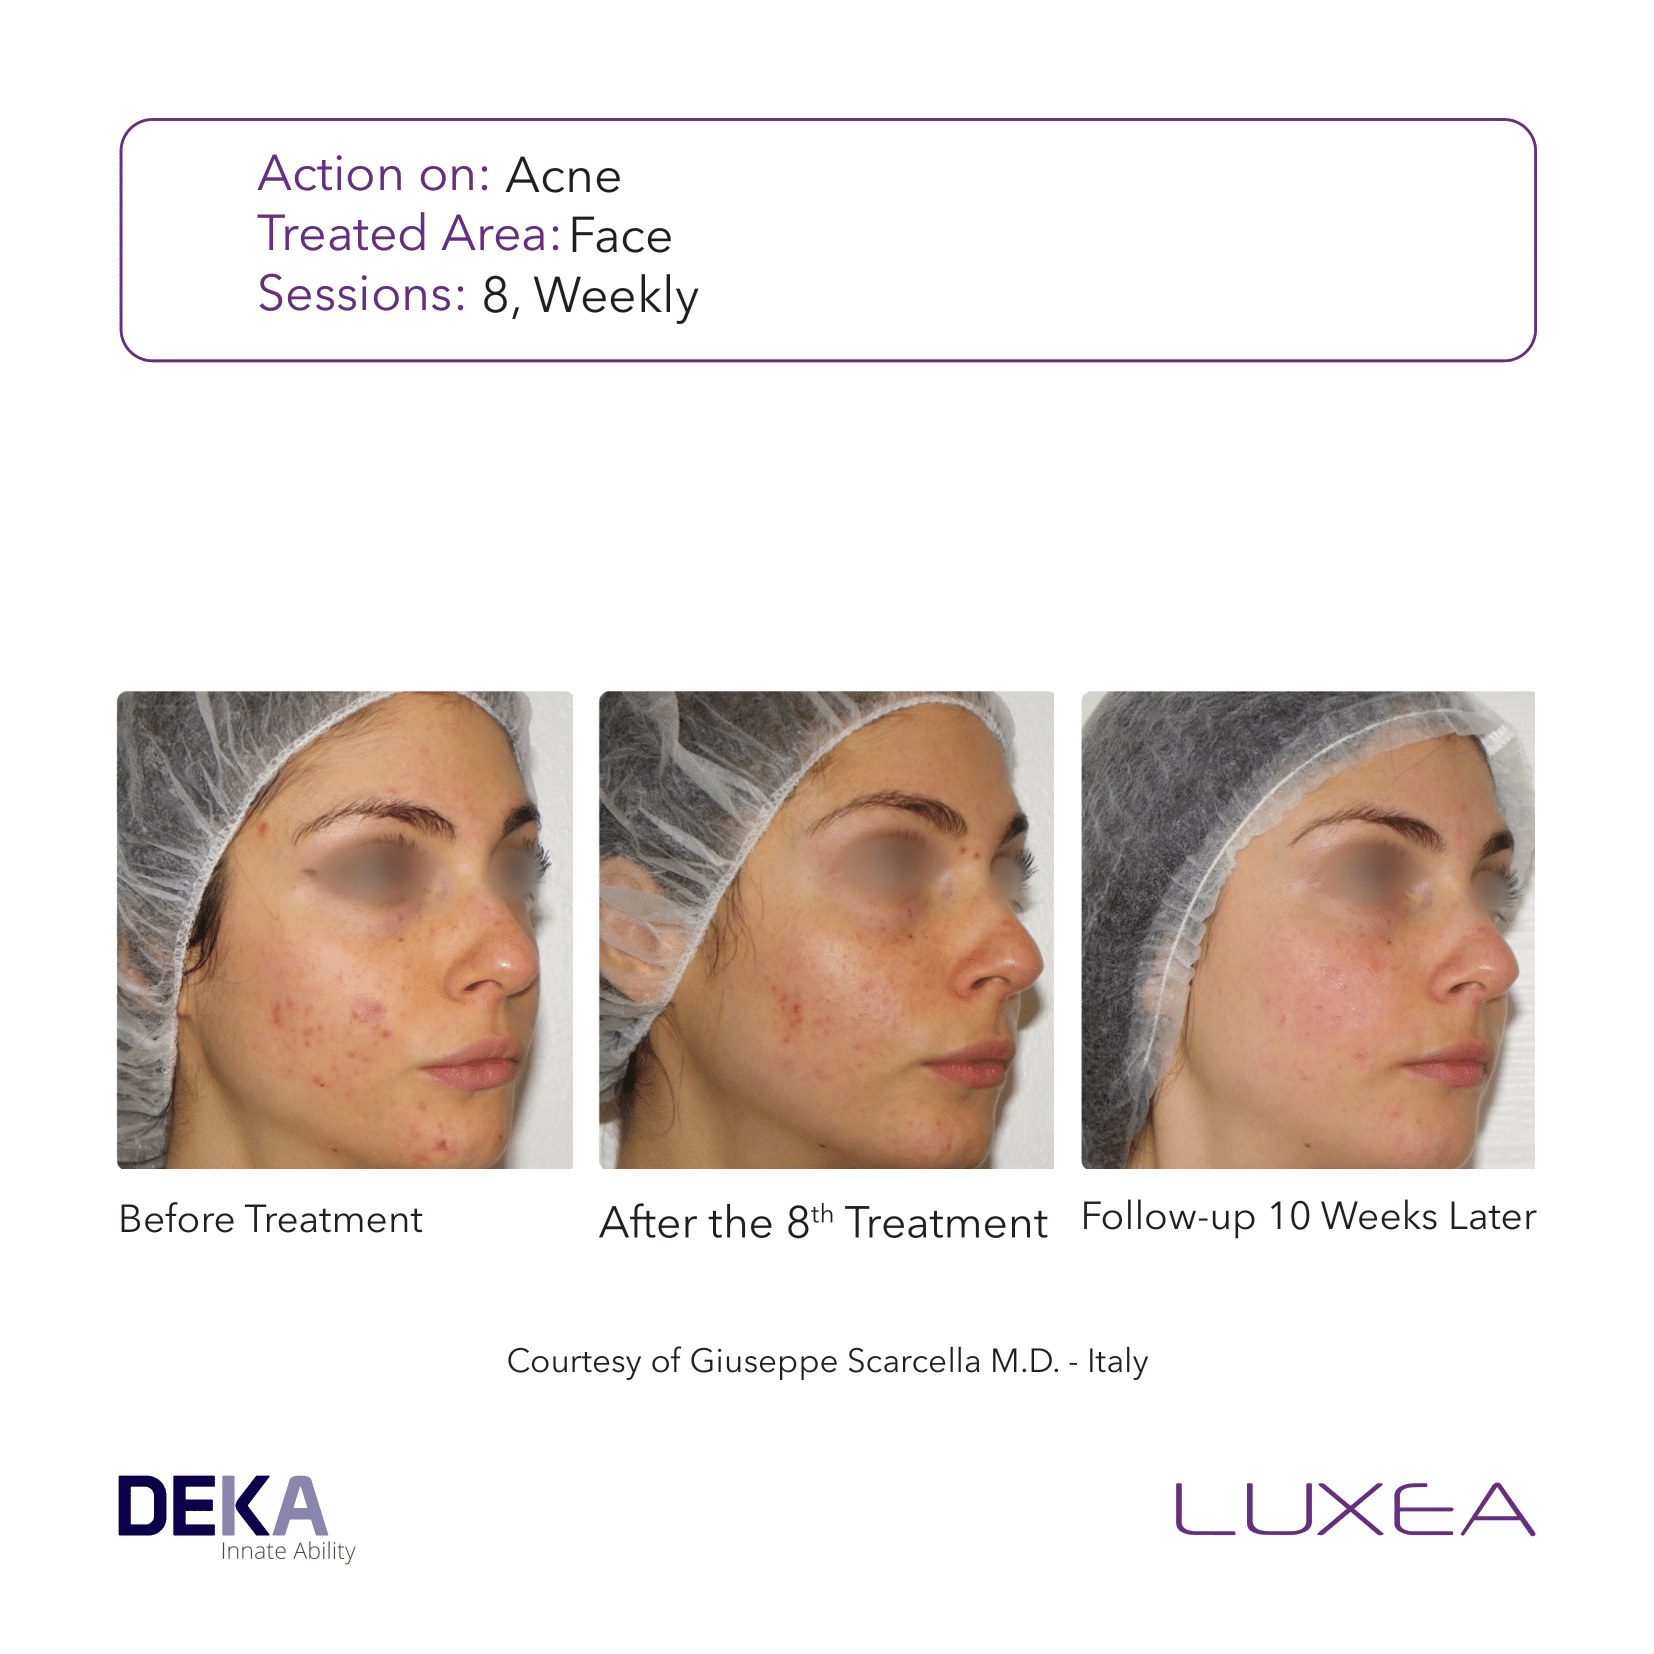 Action on: Acne
Treated Area: Face
Sessions: 8, Weekly
Before Treatment
After the 8th Treatment
Follow-up 10 Weeks Later
Courtesy of Giuseppe Scarcella M.D. - Italy
DEKA
Innate Ability
LUXEA